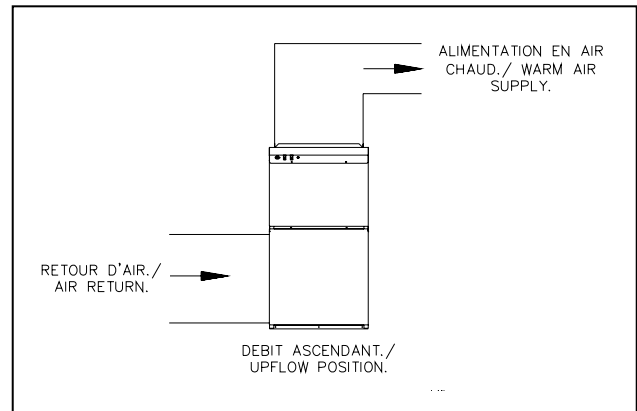 ALIMENTATION EN AIR
CHAUD./ WARM AIR
SUPPLY.
RETOUR D'AIR./
AIR RETURN.
DEBIT ASCENDANT./
UPFLOW POSITION.